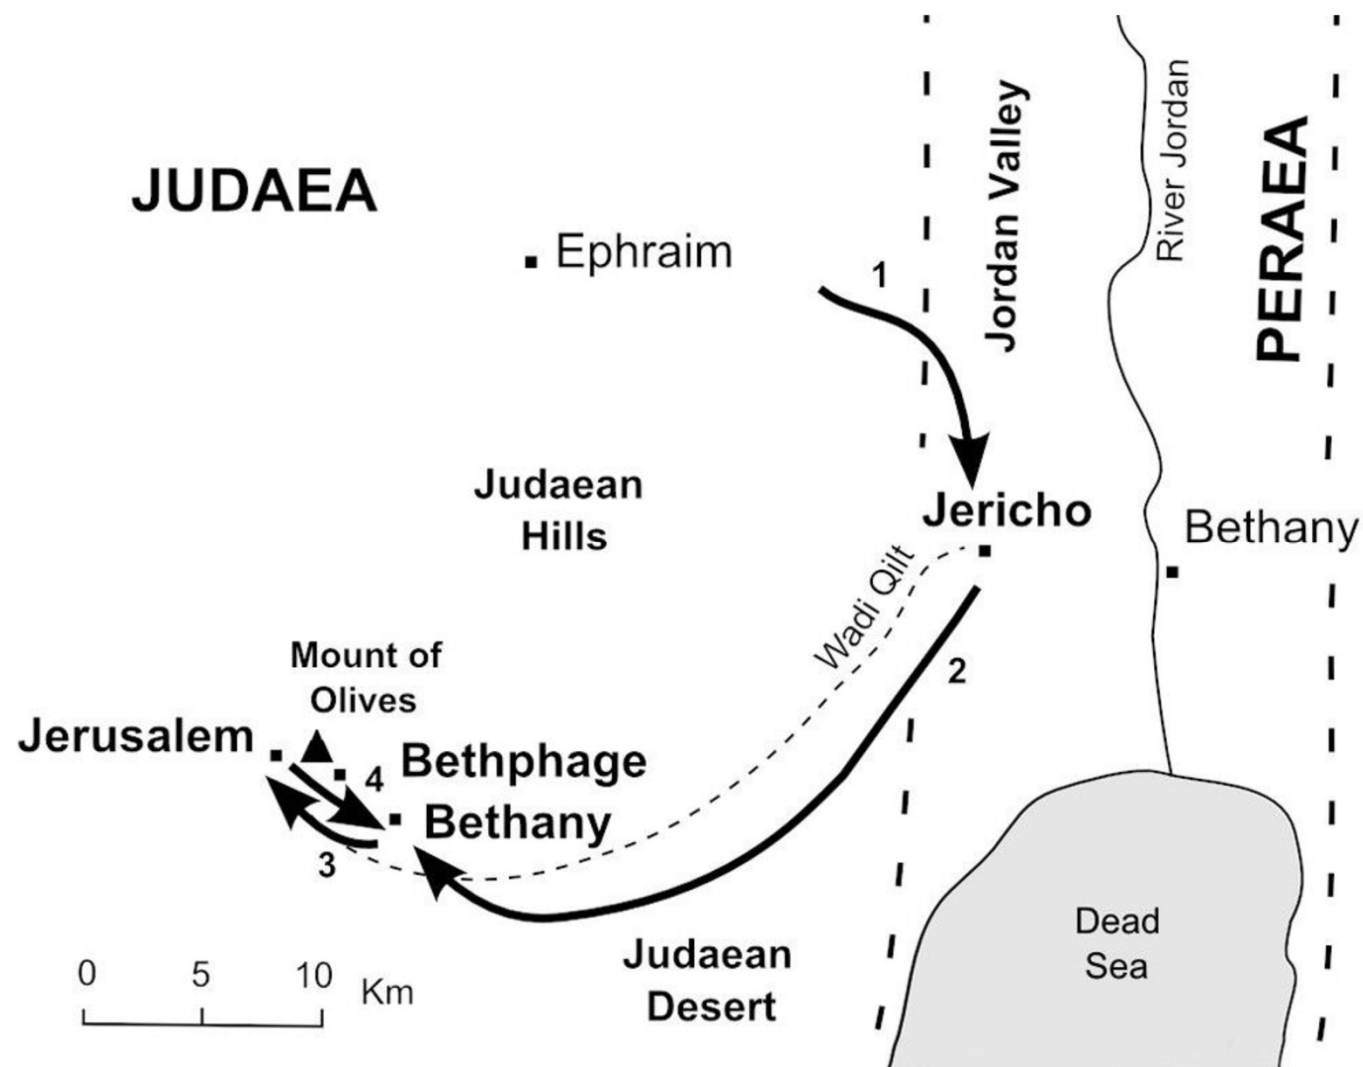 JUDAEA
Ephraim
1
Jordan Valley
River Jordan
PERAEA
Judaean
Hills
Jericho
Bethany
Wadi Qilt
2
Mount of
Olives
Jerusalem
Bethphage
4
Bethany
3
Judaean
Desert
Dead
Sea
0 5 10 Km